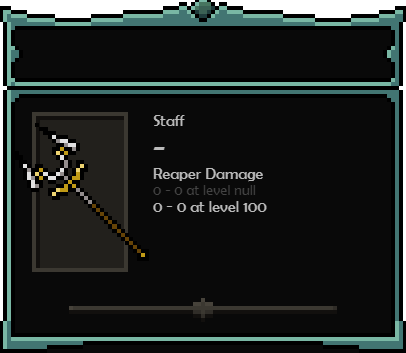 Staff
–
Reaper Damage
0 - 0 at level null
0 - 0 at level 100